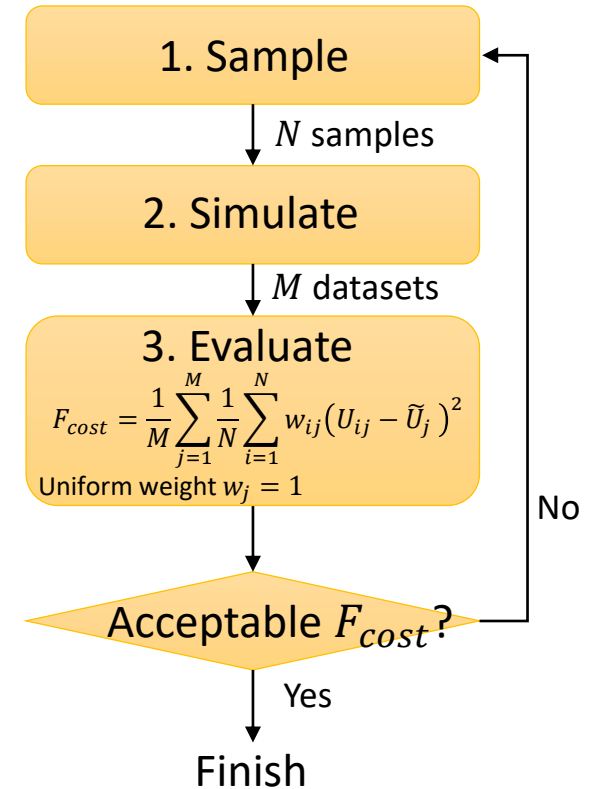 1. Sample
N samples
2. Simulate
M datasets
3. Evaluate
F_{cost} = \frac{1}{M} \sum_{j=1}^{M} \frac{1}{N} \sum_{i=1}^{N} w_{ij} (U_{ij} - \tilde{U}_j)^2
Uniform weight w_j = 1
No
Acceptable F_{cost}?
Yes
Finish